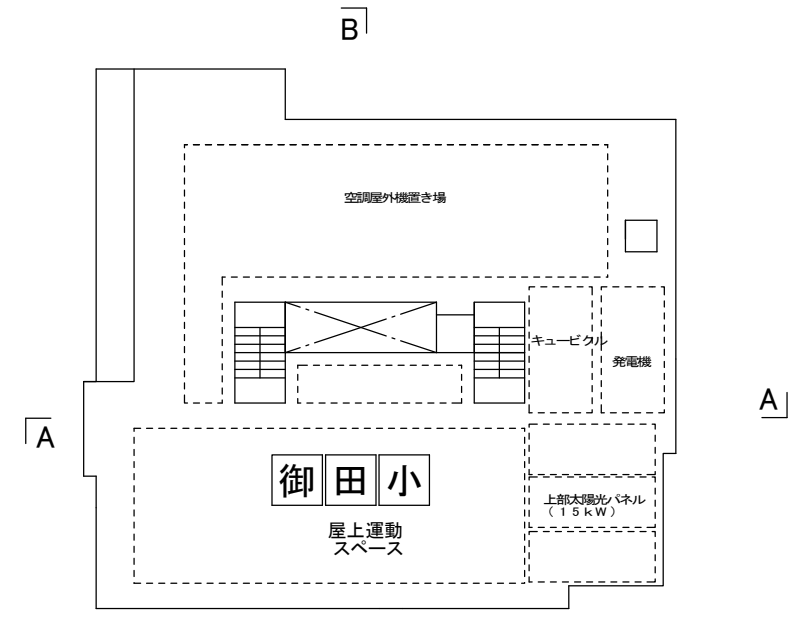 B
空調屋外機置き場
キュービクル
発電機
A
A
御田小
上部太陽光パネル
(15kW)
屋上運動
スペース